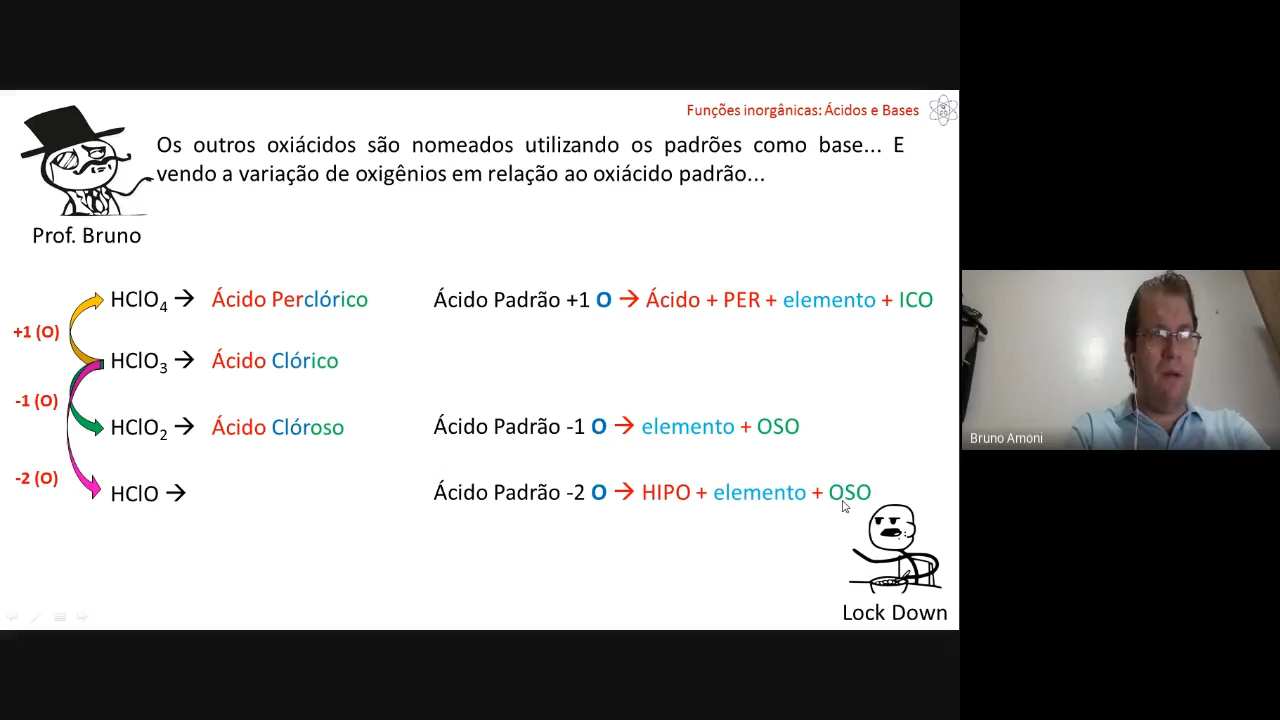 Funções inorgânicas: Ácidos e Bases
Os outros oxiácidos são nomeados utilizando os padrões como base... E
vendo a variação de oxigênios em relação ao oxiácido padrão...
Prof. Bruno
HClO₄ → Ácido Perclórico
Ácido Padrão +1 O → Ácido + PER + elemento + ICO
+1 (O)
HClO₃ → Ácido Clórico
-1 (O)
HClO₂ → Ácido Clóroso
Ácido Padrão -1 O → elemento + OSO
-2 (O)
HClO →
Ácido Padrão -2 O → HIPO + elemento + OSO
Lock Down
Bruno Amoni